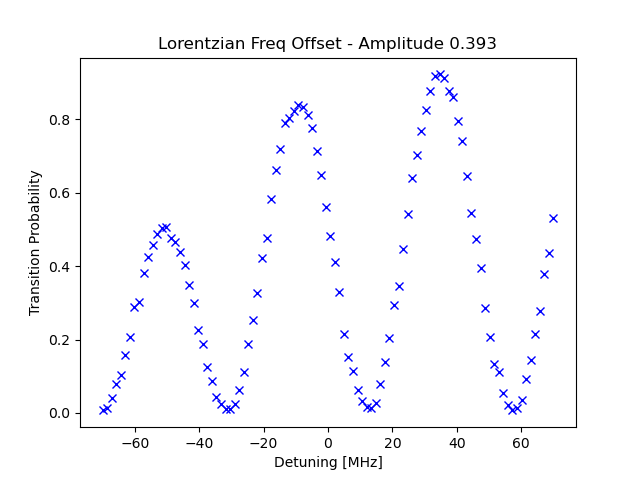 Lorentzian Freq Offset - Amplitude 0.393
Transition Probability
0.8
0.6
0.4
0.2
0.0
−60 −40 −20 0 20 40 60
Detuning [MHz]